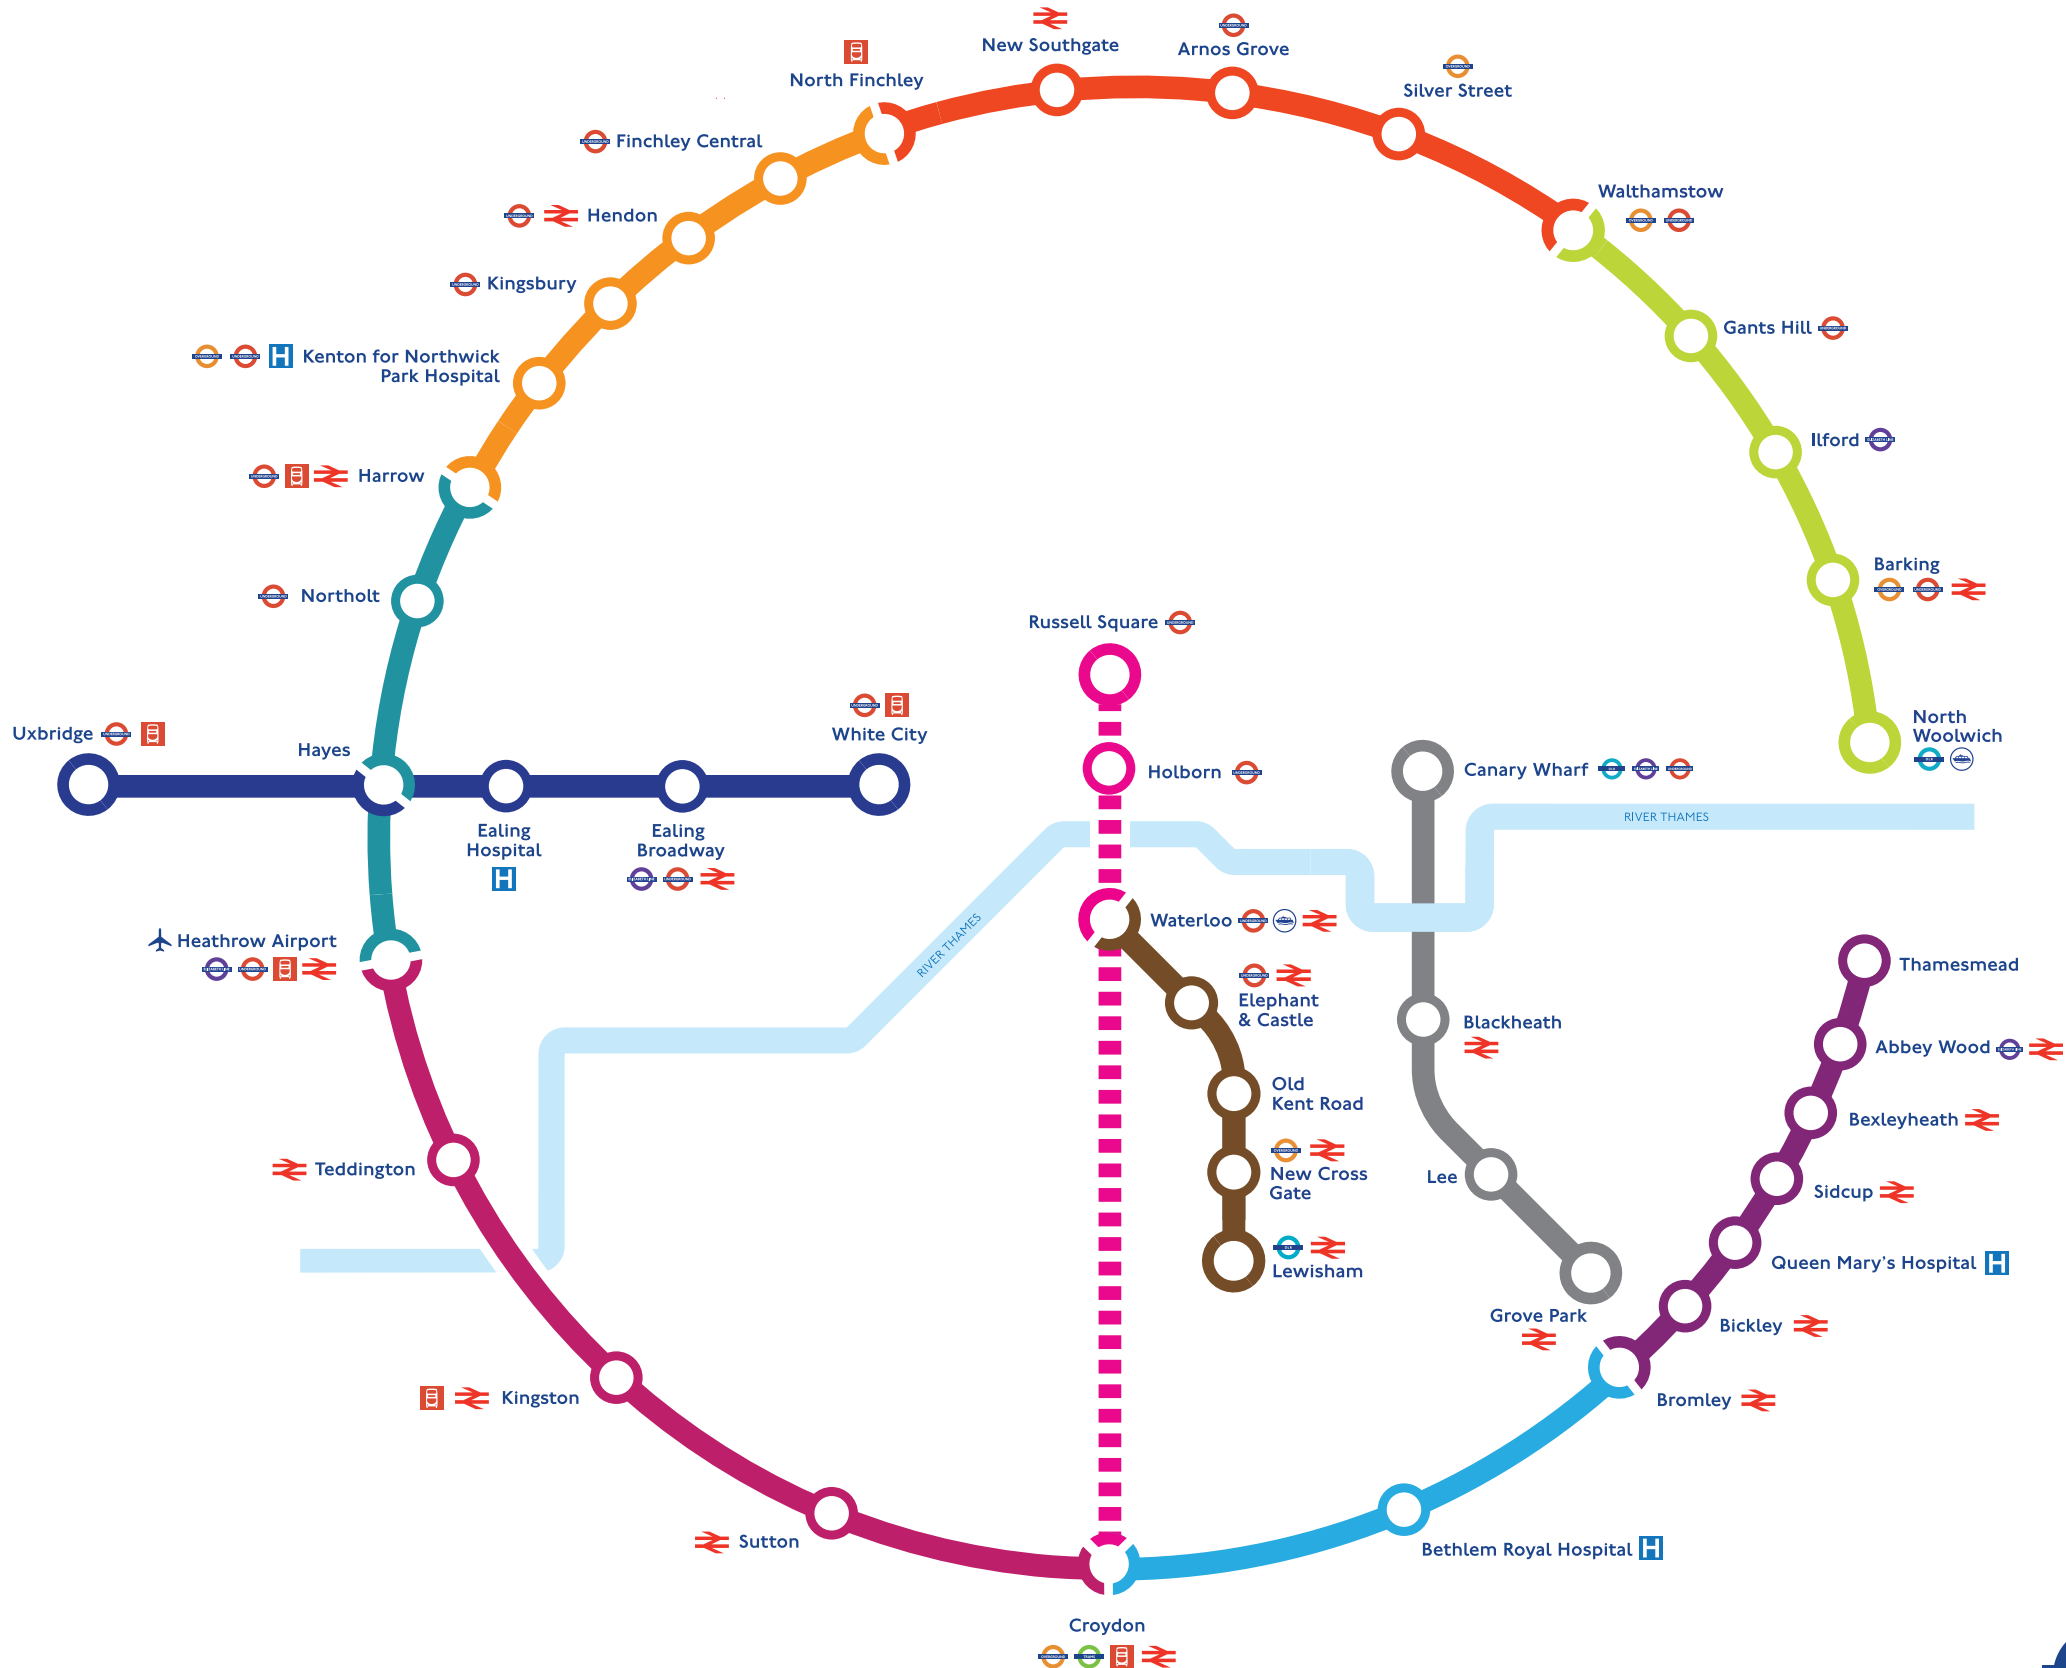 New Southgate
Arnos Grove
North Finchley
Silver Street
Finchley Central
Walthamstow
Hendon
Kingsbury
Gants Hill
Kenton for Northwick
Park Hospital
Ilford
Harrow
Barking
Northolt
Russell Square
North
Woolwich
Uxbridge
Hayes
White City
Holborn
Canary Wharf
RIVER THAMES
Ealing
Hospital
Ealing
Broadway
Waterloo
RIVER THAMES
Heathrow Airport
Thamesmead
Elephant
& Castle
Blackheath
Abbey Wood
Old
Kent Road
Bexleyheath
Teddington
New Cross
Gate
Lee
Sidcup
Lewisham
Queen Mary's Hospital
Grove Park
Bickley
Kingston
Bromley
Sutton
Bethlem Royal Hospital
Croydon